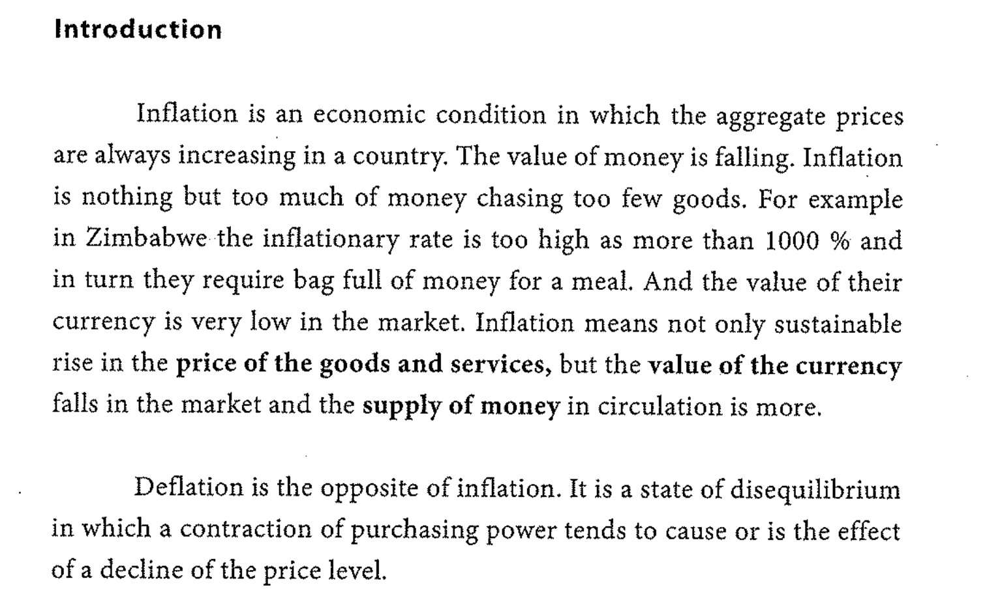 Introduction
Inflation is an economic condition in which the aggregate prices
are always increasing in a country. The value of money is falling. Inflation
is nothing but too much of money chasing too few goods. For example
in Zimbabwe the inflationary rate is too high as more than 1000 % and
in turn they require bag full of money for a meal. And the value of their
currency is very low in the market. Inflation means not only sustainable
rise in the price of the goods and services, but the value of the currency
falls in the market and the supply of money in circulation is more.
Deflation is the opposite of inflation. It is a state of disequilibrium
in which a contraction of purchasing power tends to cause or is the effect
of a decline of the price level.